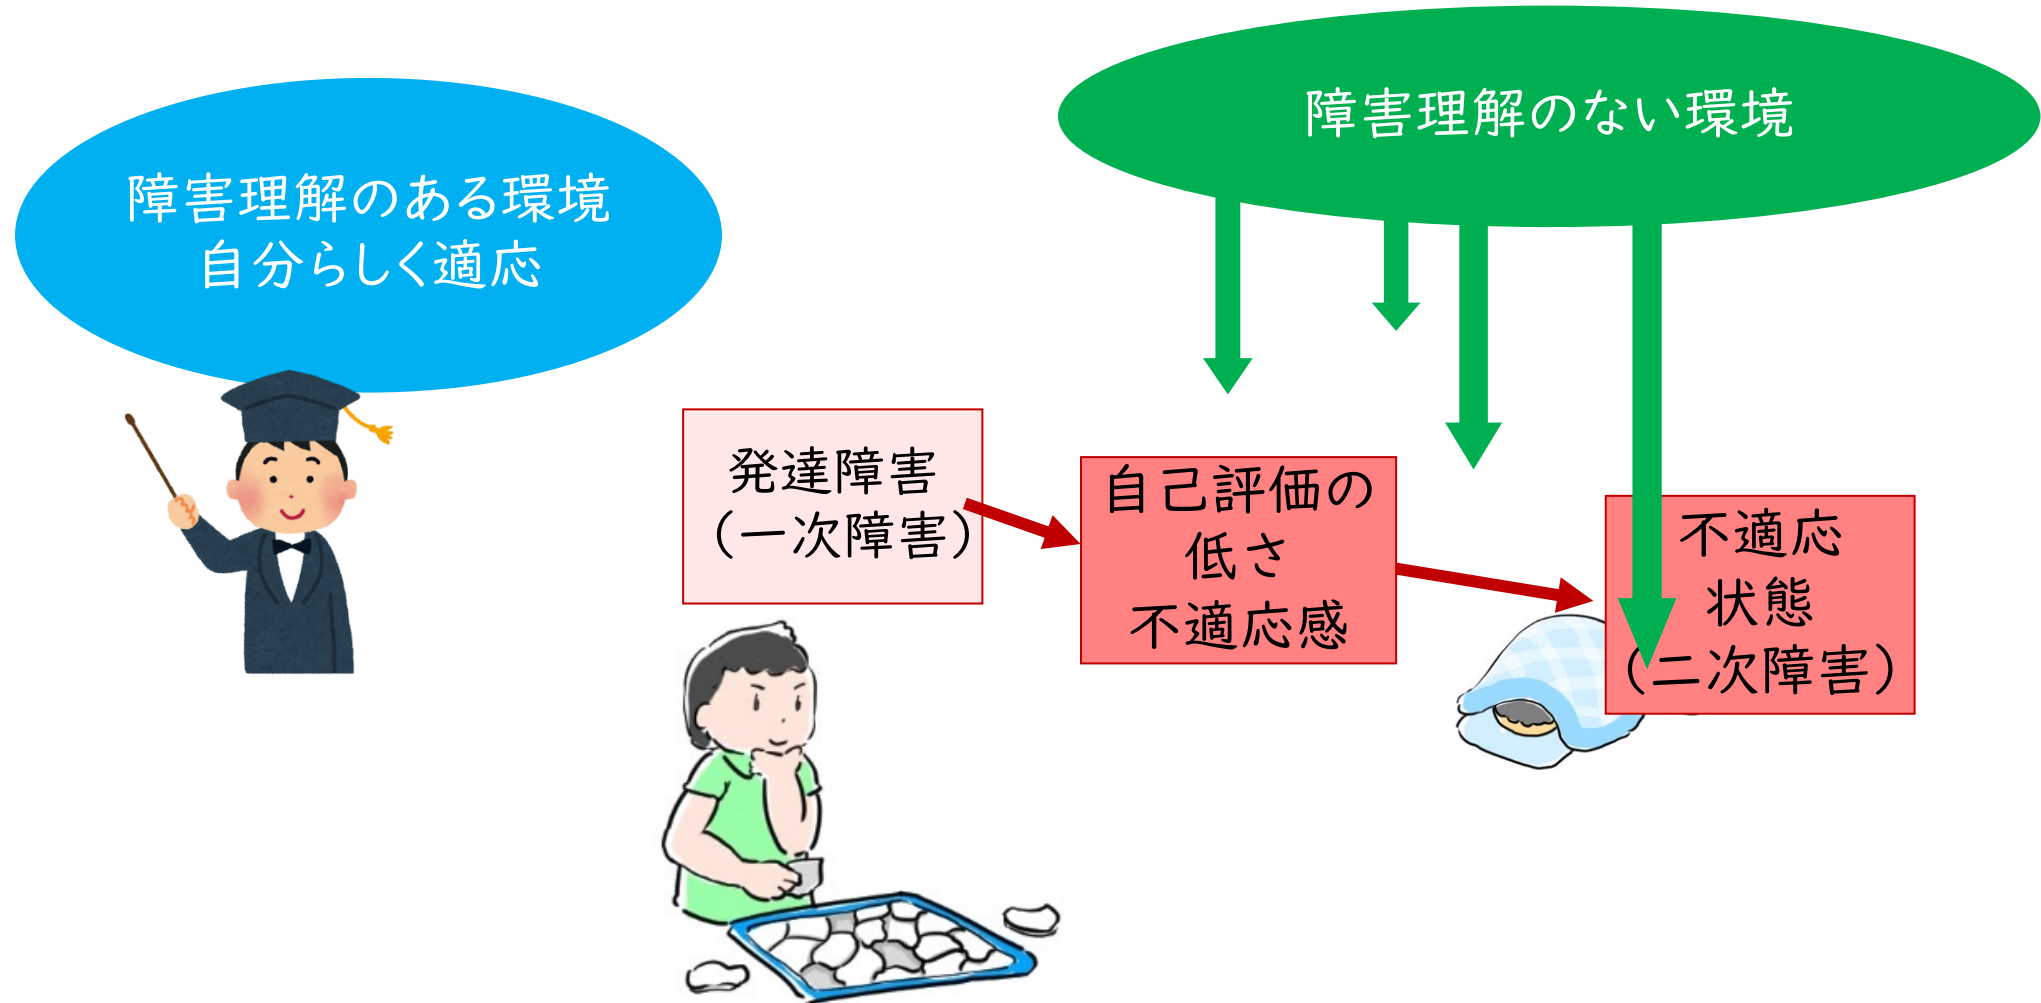 障害理解のある環境
自分らしく適応
障害理解のない環境
発達障害
（一次障害）
自己評価の
低さ
不適応感
不適応
状態
（二次障害）